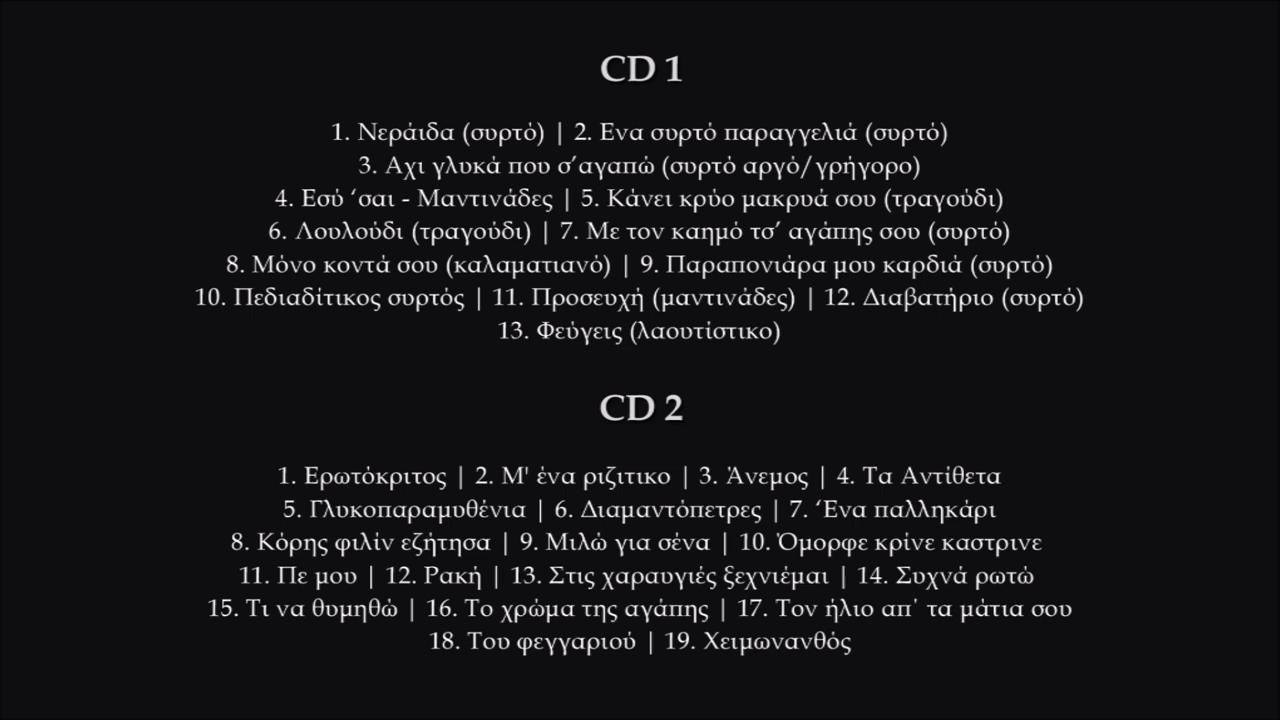 CD 1
1. Νεράιδα (συρτό) | 2. Ενα συρτό παραγγελιά (συρτό)
3. Αχι γλυκά που σ’αγαπώ (συρτό αργό/γρήγορο)
4. Εσύ ‘σαι - Μαντινάδες | 5. Κάνει κρύο μακρυά σου (τραγούδι)
6. Λουλούδι (τραγούδι) | 7. Με τον καημό τσ’ αγάπης σου (συρτό)
8. Μόνο κοντά σου (καλαματιανό) | 9. Παραπονιάρα μου καρδιά (συρτό)
10. Πεδιαδίτικος συρτός | 11. Προσευχή (μαντινάδες) | 12. Διαβατήριο (συρτό)
13. Φεύγεις (λαουτίστικο)
CD 2
1. Ερωτόκριτος | 2. Μ' ένα ριζιτικο | 3. Άνεμος | 4. Τα Αντίθετα
5. Γλυκοπαραμυθένια | 6. Διαμαντόπετρες | 7. ‘Ενα παλληκάρι
8. Κόρης φιλίν εζήτησα | 9. Μιλώ για σένα | 10. Όμορφε κρίνε καστρινε
11. Πε μου | 12. Ρακή | 13. Στις χαραυγιές ξεχνιέμαι | 14. Συχνά ρωτώ
15. Τι να θυμηθώ | 16. Το χρώμα της αγάπης | 17. Τον ήλιο απ΄ τα μάτια σου
18. Του φεγγαριού | 19. Χειμωνανθός